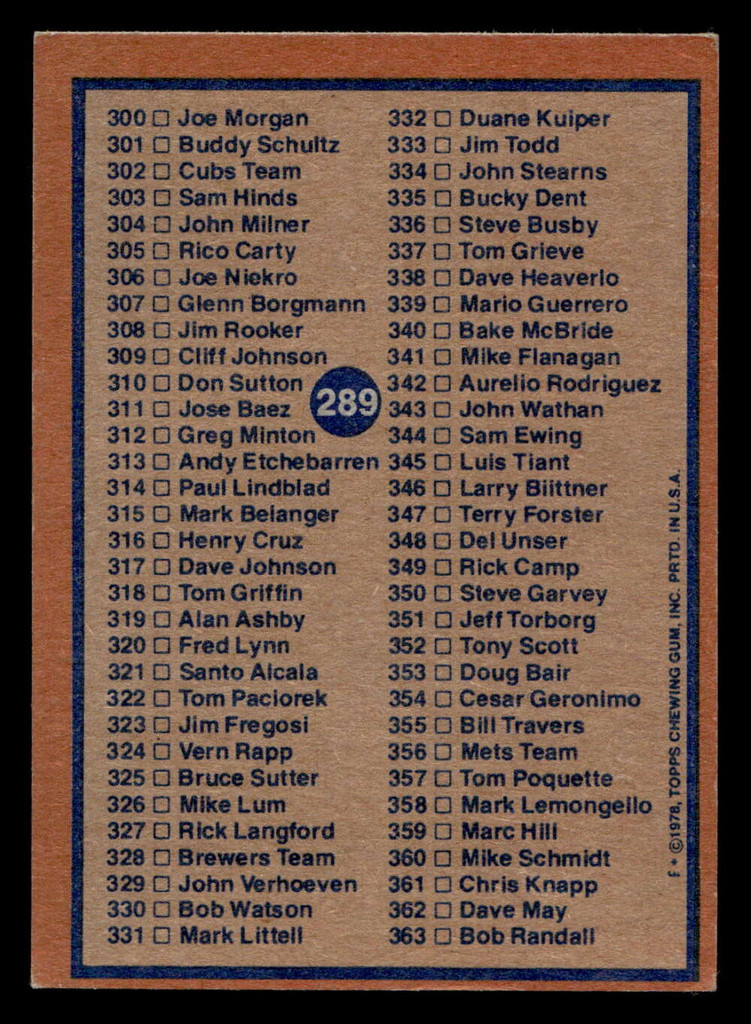 300 □ Joe Morgan
301 □ Buddy Schultz
302 □ Cubs Team
303 □ Sam Hinds
304 □ John Milner
305 □ Rico Carty
306 □ Joe Niekro
307 □ Glenn Borgmann
308 □ Jim Rooker
309 □ Cliff Johnson
310 □ Don Sutton
311 □ Jose Baez
312 □ Greg Minton
313 □ Andy Etchebarren
314 □ Paul Lindblad
315 □ Mark Belanger
316 □ Henry Cruz
317 □ Dave Johnson
318 □ Tom Griffin
319 □ Alan Ashby
320 □ Fred Lynn
321 □ Santo Alcala
322 □ Tom Paciorek
323 □ Jim Fregosi
324 □ Vern Rapp
325 □ Bruce Sutter
326 □ Mike Lum
327 □ Rick Langford
328 □ Brewers Team
329 □ John Verhoeven
330 □ Bob Watson
331 □ Mark Littell
289
332 □ Duane Kuiper
333 □ Jim Todd
334 □ John Stearns
335 □ Bucky Dent
336 □ Steve Busby
337 □ Tom Grieve
338 □ Dave Heaverlo
339 □ Mario Guerrero
340 □ Bake McBride
341 □ Mike Flanagan
342 □ Aurelio Rodriguez
343 □ John Wathan
344 □ Sam Ewing
345 □ Luis Tiant
346 □ Larry Biittner
347 □ Terry Forster
348 □ Del Unser
349 □ Rick Camp
350 □ Steve Garvey
351 □ Jeff Torborg
352 □ Tony Scott
353 □ Doug Bair
354 □ Cesar Geronimo
355 □ Bill Travers
356 □ Mets Team
357 □ Tom Poquette
358 □ Mark Lemongello
359 □ Marc Hill
360 □ Mike Schmidt
361 □ Chris Knapp
362 □ Dave May
363 □ Bob Randall
F * ©1978, TOPPS CHEWING GUM, INC. PRTD. IN U.S.A.